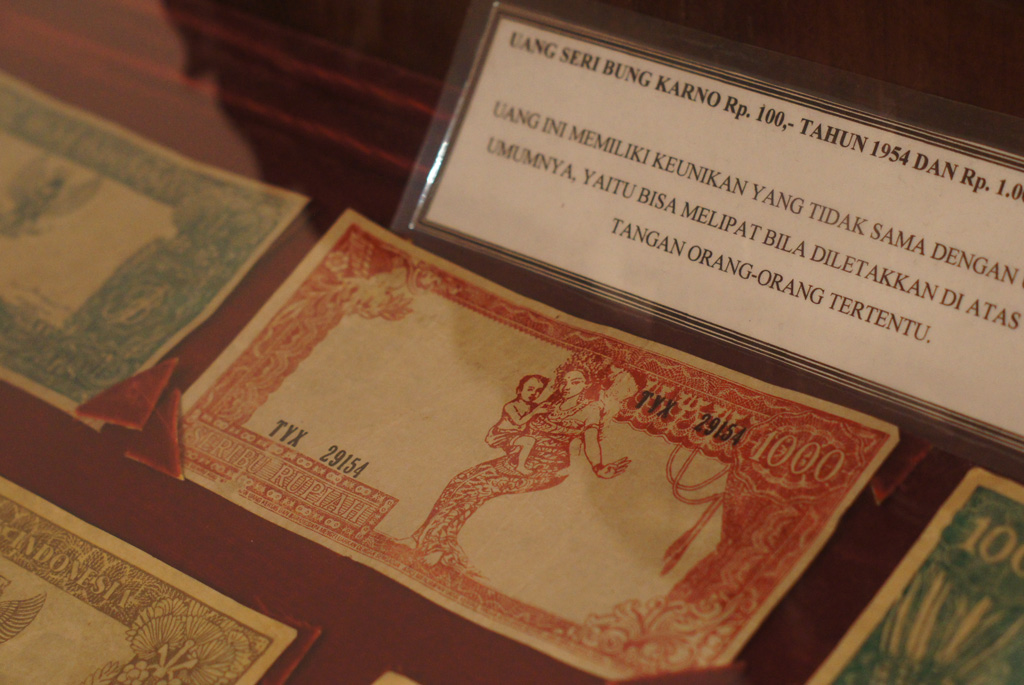 UANG SERI BUNG KARNO Rp. 100,- TAHUN 1954 DAN Rp. 1.00
UANG INI MEMILIKI KEUNIKAN YANG TIDAK SAMA DENGAN
UMUMNYA, YAITU BISA MELIPAT BILA DILETAKKAN DI ATAS
TANGAN ORANG-ORANG TERTENTU.
TYX 29154
1000
TYX 29154
SERIBU RUPIAH
INDONESIA
100